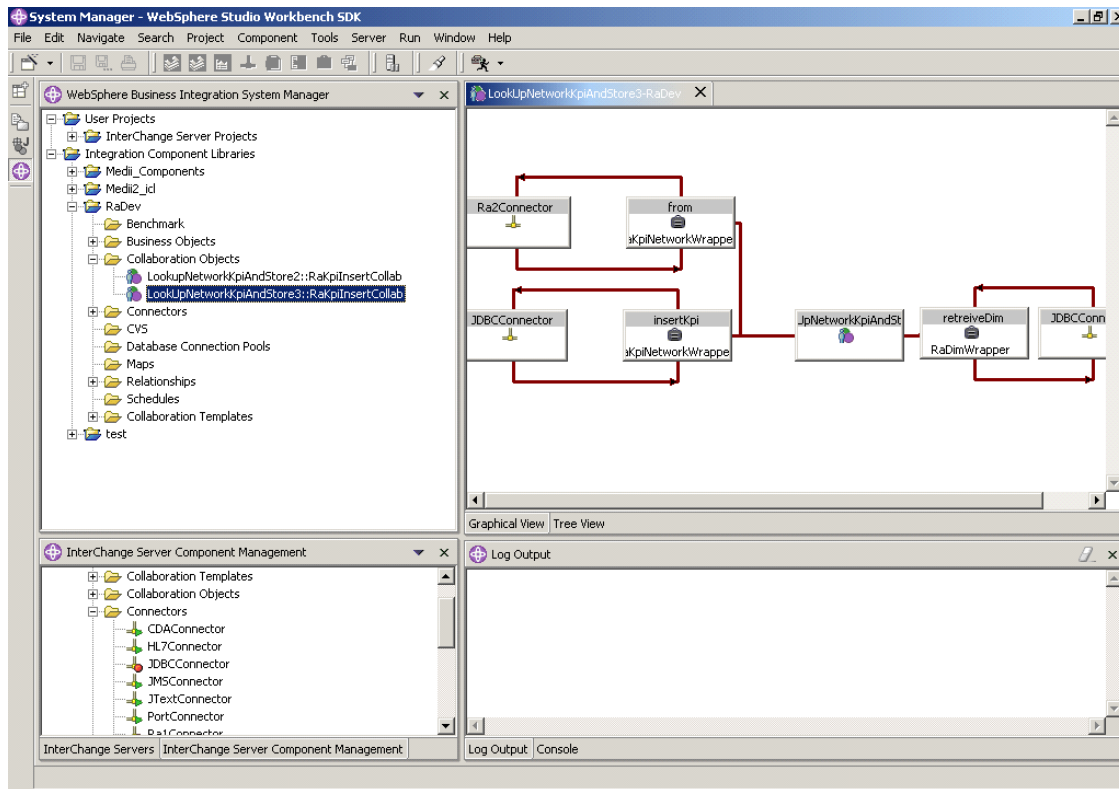 System Manager - WebSphere Studio Workbench SDK
File Edit Navigate Search Project Component Tools Server Run Window Help
WebSphere Business Integration System Manager
User Projects
InterChange Server Projects
Integration Component Libraries
Medii_Components
Medii2_icl
RaDev
Benchmark
Business Objects
Collaboration Objects
LookupNetworkKpiAndStore2::RaKpiInsertCollab
LookUpNetworkKpiAndStore3::RaKpiInsertCollab
Connectors
CVS
Database Connection Pools
Maps
Relationships
Schedules
Collaboration Templates
test
LookUpNetworkKpiAndStore3-RaDev
Ra2Connector
from
aKpiNetworkWrappe
JDBCConnector
insertKpi
aKpiNetworkWrappe
JpNetworkKpiAndSt
retreiveDim
RaDimWrapper
JDBCConn
Graphical View Tree View
InterChange Server Component Management
Collaboration Templates
Collaboration Objects
Connectors
CDAConnector
HL7Connector
JDBCConnector
JMSConnector
JTextConnector
PortConnector
Ra1Connector
InterChange Servers InterChange Server Component Management
Log Output
Log Output Console